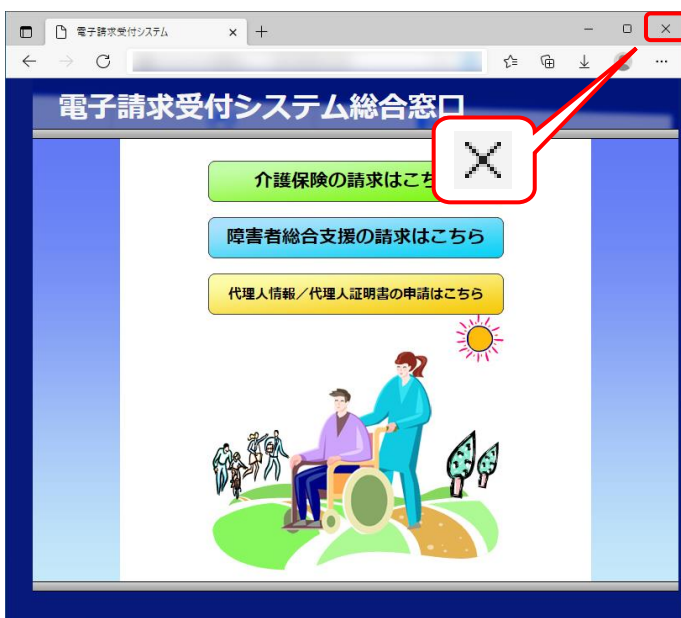 電子請求受付システム
電子請求受付システム総合窓口
介護保険の請求はこち
障害者総合支援の請求はこちら
代理人情報／代理人証明書の申請はこちら